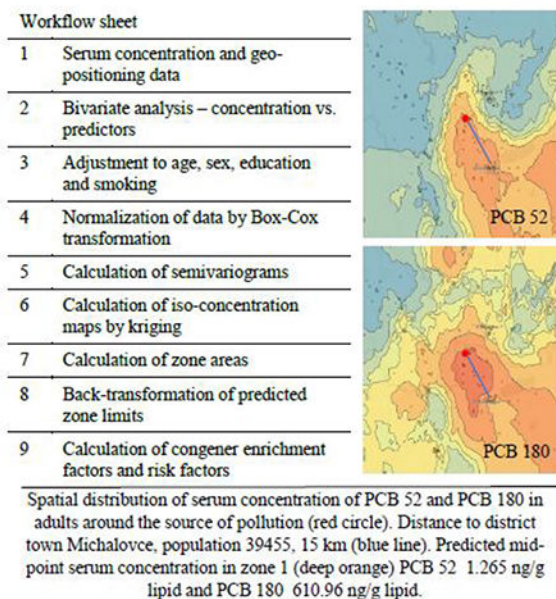 Workflow sheet
1 Serum concentration and geo-
positioning data
2 Bivariate analysis – concentration vs.
predictors
3 Adjustment to age, sex, education
and smoking
4 Normalization of data by Box-Cox
transformation
5 Calculation of semivariograms
6 Calculation of iso-concentration
maps by kriging
7 Calculation of zone areas
8 Back-transformation of predicted
zone limits
9 Calculation of congener enrichment
factors and risk factors
PCB 52
PCB 180
Spatial distribution of serum concentration of PCB 52 and PCB 180 in
adults around the source of pollution (red circle). Distance to district
town Michalovce, population 39455, 15 km (blue line). Predicted mid-
point serum concentration in zone 1 (deep orange) PCB 52 1.265 ng/g
lipid and PCB 180 610.96 ng/g lipid.